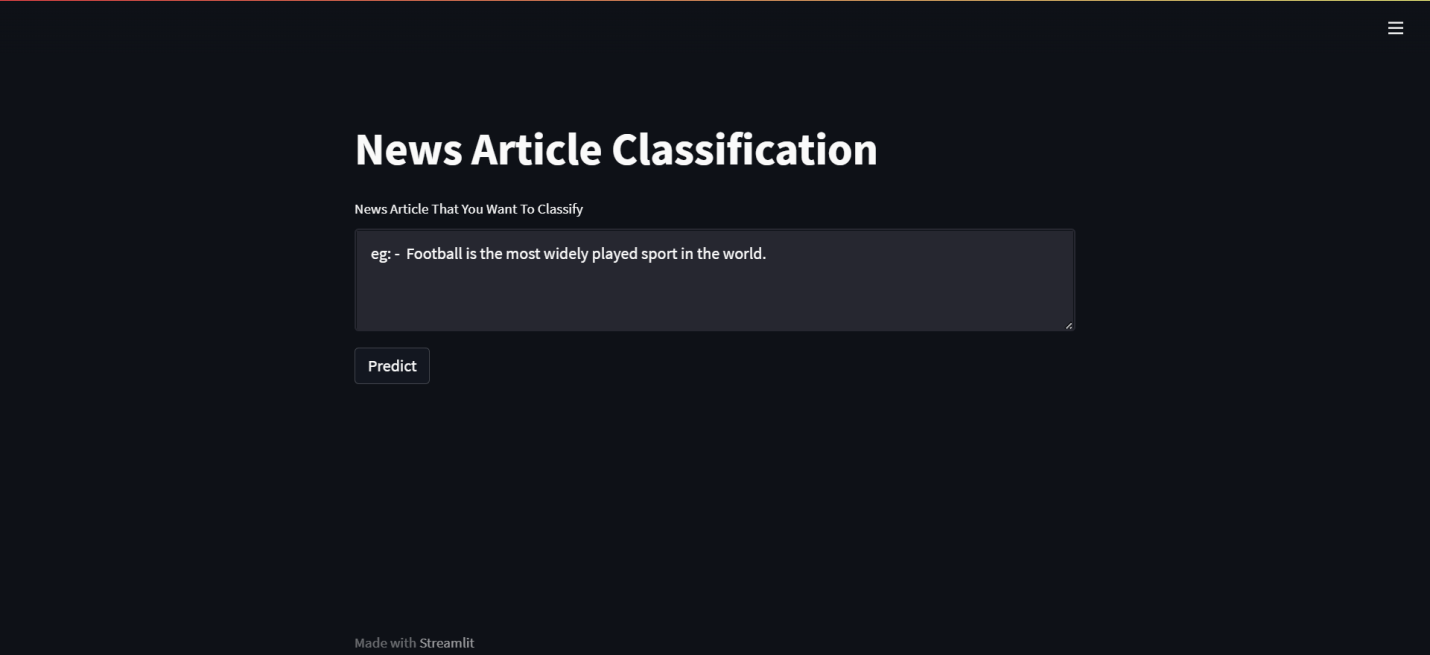 News Article Classification
News Article That You Want To Classify
eg: - Football is the most widely played sport in the world.
Predict
Made with Streamlit